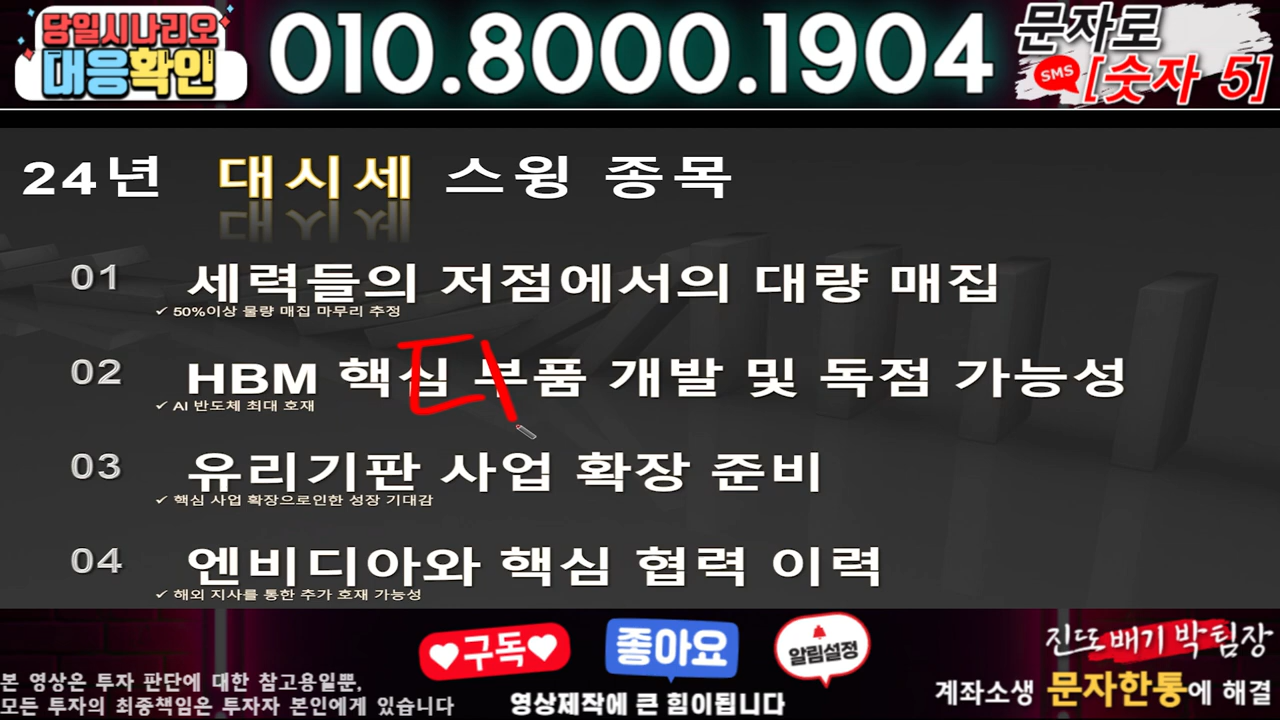 당일시나리오
대응확인
010.8000.1904
문자로
SMS [숫자 5]
24년 대시세 스윙 종목
01 세력들의 저점에서의 대량 매집
✓ 50%이상 물량 매집 마무리 추정
02 HBM 핵심 부품 개발 및 독점 가능성
✓ AI 반도체 최대 호재
03 유리기판 사업 확장 준비
✓ 핵심 사업 확장으로인한 성장 기대감
04 엔비디아와 핵심 협력 이력
✓ 해외 지사를 통한 추가 호재 가능성
구독
좋아요
알림설정
영상제작에 큰 힘이됩니다
본 영상은 투자 판단에 대한 참고용일뿐,
모든 투자의 최종책임은 투자자 본인에게 있습니다
진또배기 박팀장
계좌소생 문자한통에 해결